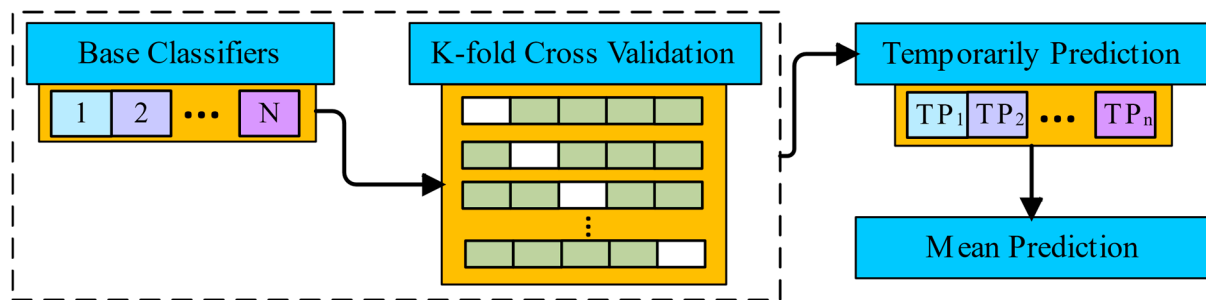 Base Classifiers
1 2 ••• N
K-fold Cross Validation
Temporarily Prediction
TP₁ TP₂ ••• TPₙ
Mean Prediction